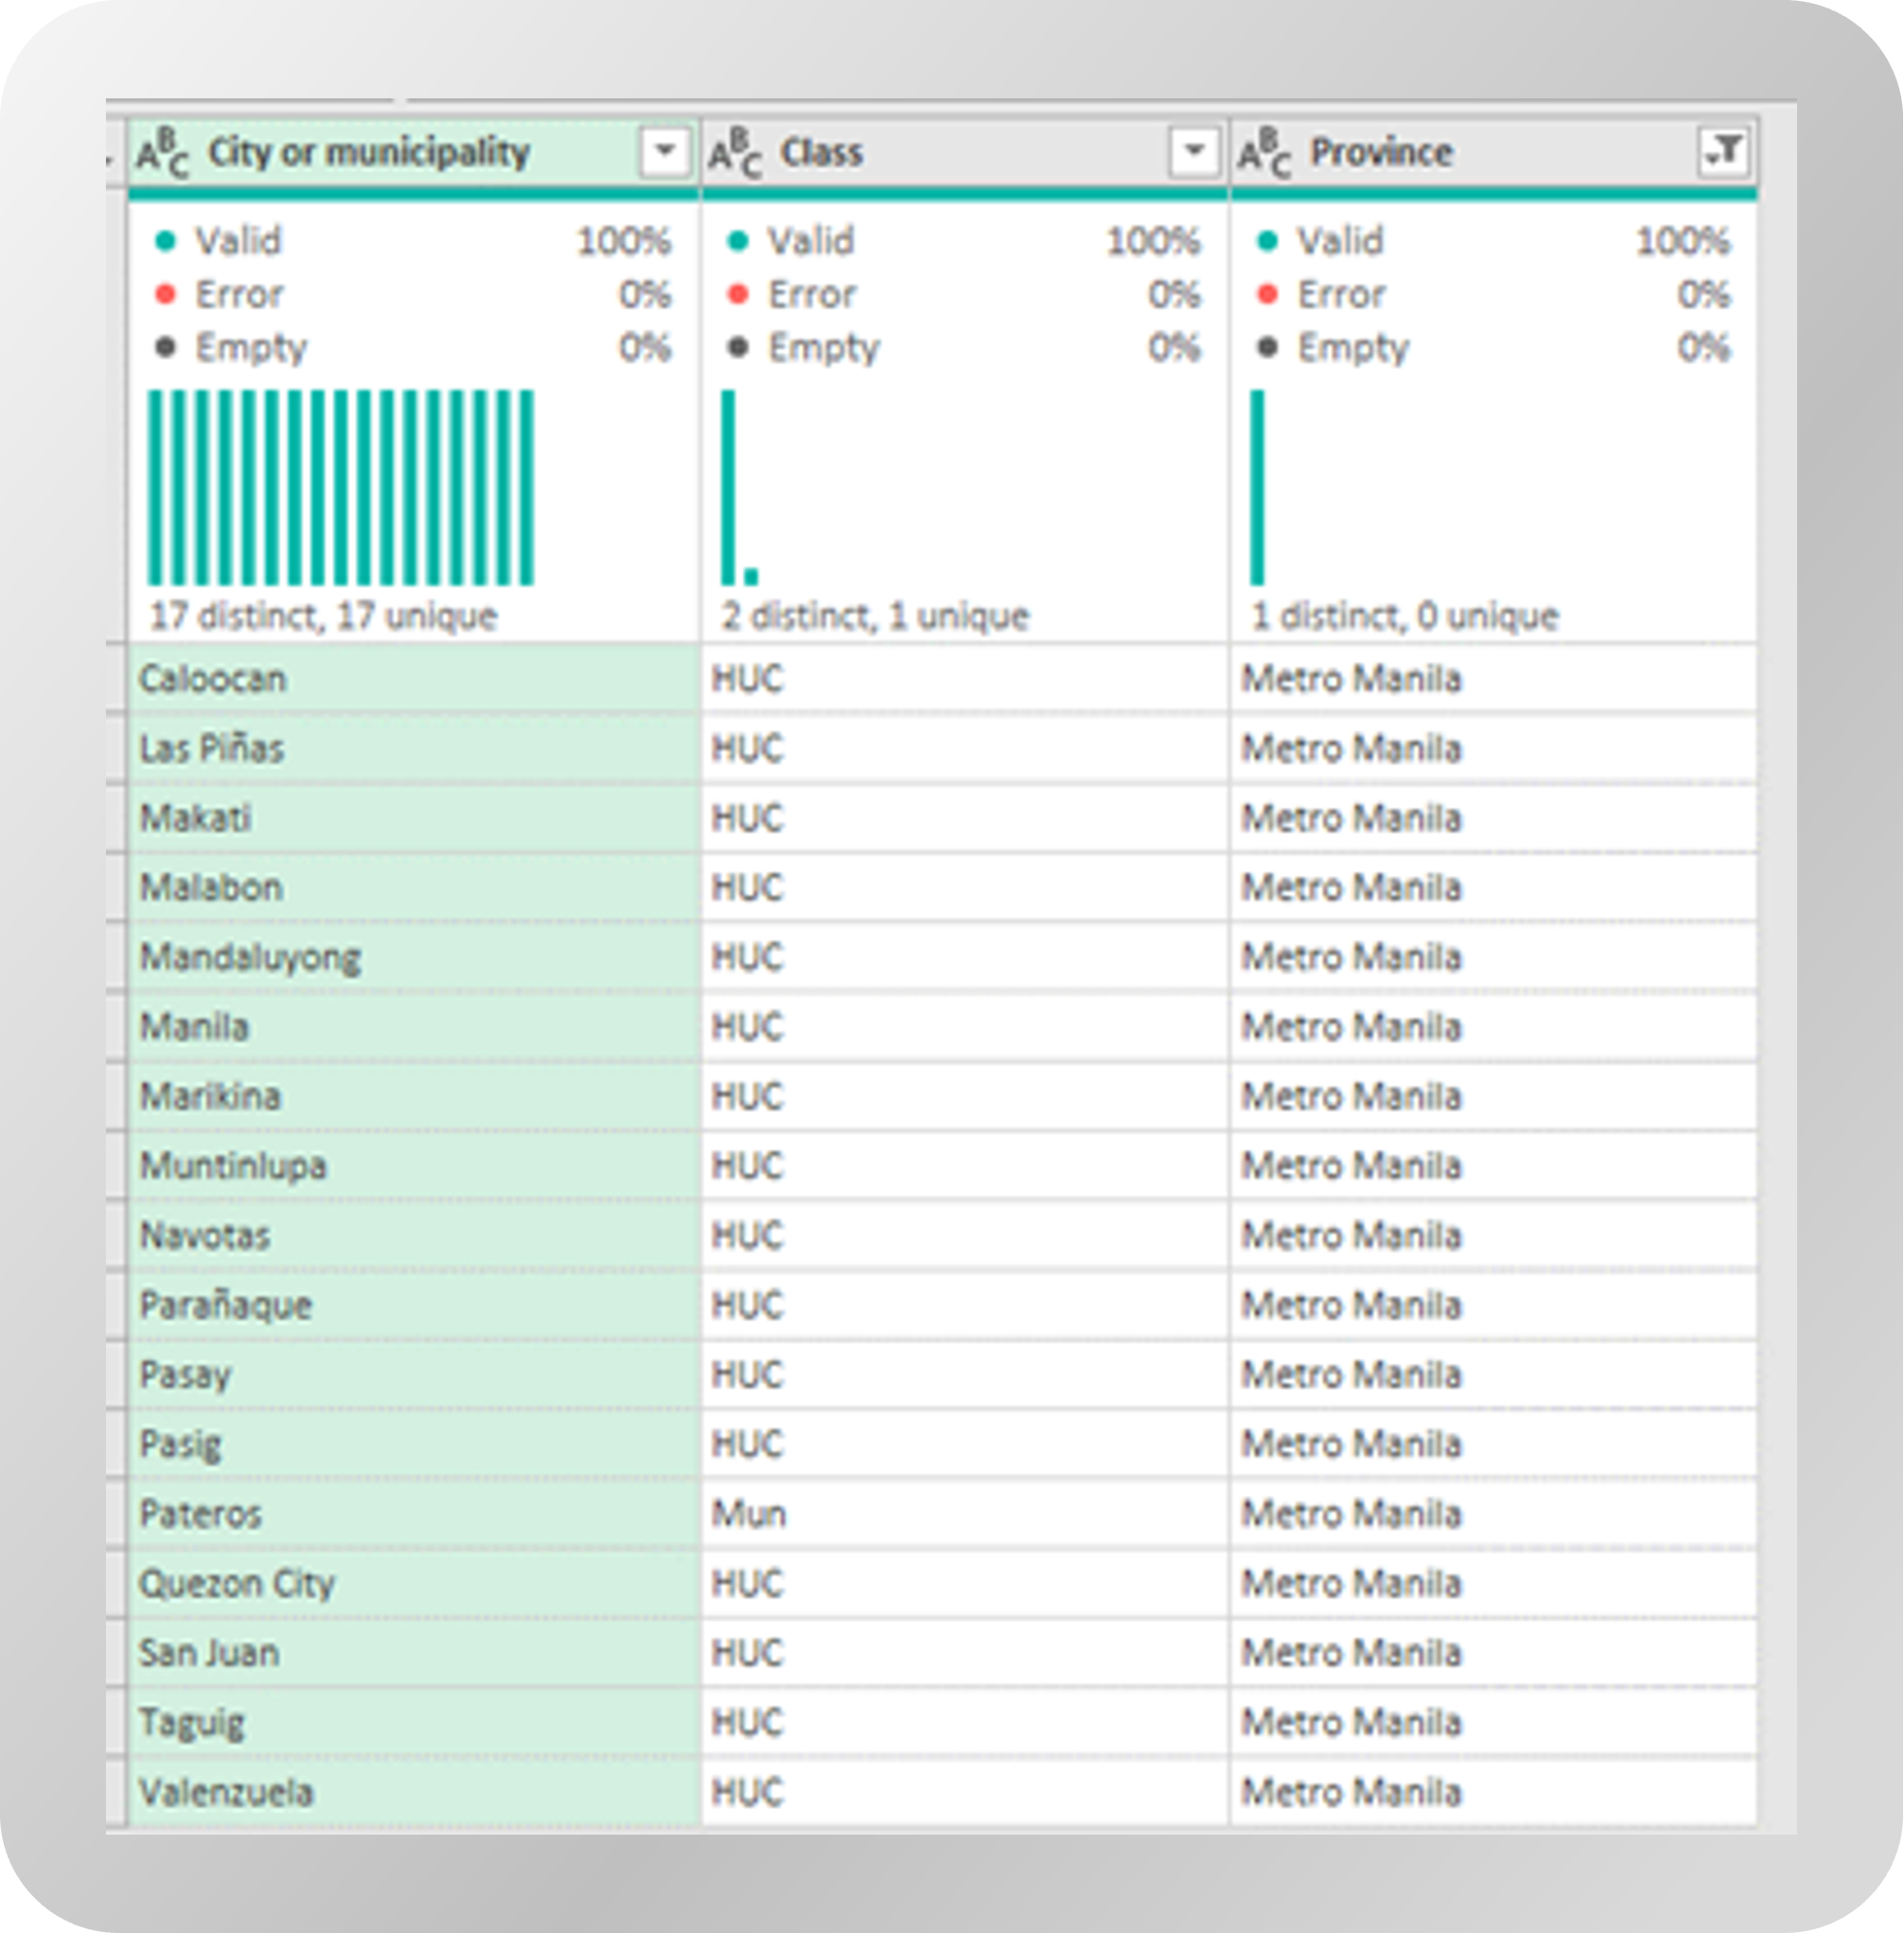 ABC City or municipality ABC Class ABC Province
Valid 100% Valid 100% Valid 100%
Error 0% Error 0% Error 0%
Empty 0% Empty 0% Empty 0%
17 distinct, 17 unique 2 distinct, 1 unique 1 distinct, 0 unique
Caloocan HUC Metro Manila
Las Piñas HUC Metro Manila
Makati HUC Metro Manila
Malabon HUC Metro Manila
Mandaluyong HUC Metro Manila
Manila HUC Metro Manila
Marikina HUC Metro Manila
Muntinlupa HUC Metro Manila
Navotas HUC Metro Manila
Parañaque HUC Metro Manila
Pasay HUC Metro Manila
Pasig HUC Metro Manila
Pateros Mun Metro Manila
Quezon City HUC Metro Manila
San Juan HUC Metro Manila
Taguig HUC Metro Manila
Valenzuela HUC Metro Manila